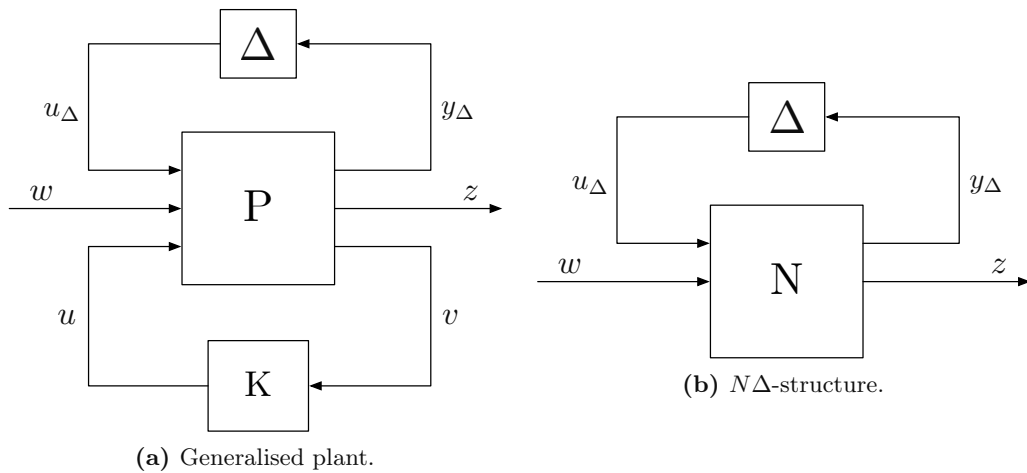 Δ
u_Δ
y_Δ
w
P
z
u
v
K
(a) Generalised plant.
Δ
u_Δ
y_Δ
w
N
z
(b) NΔ-structure.